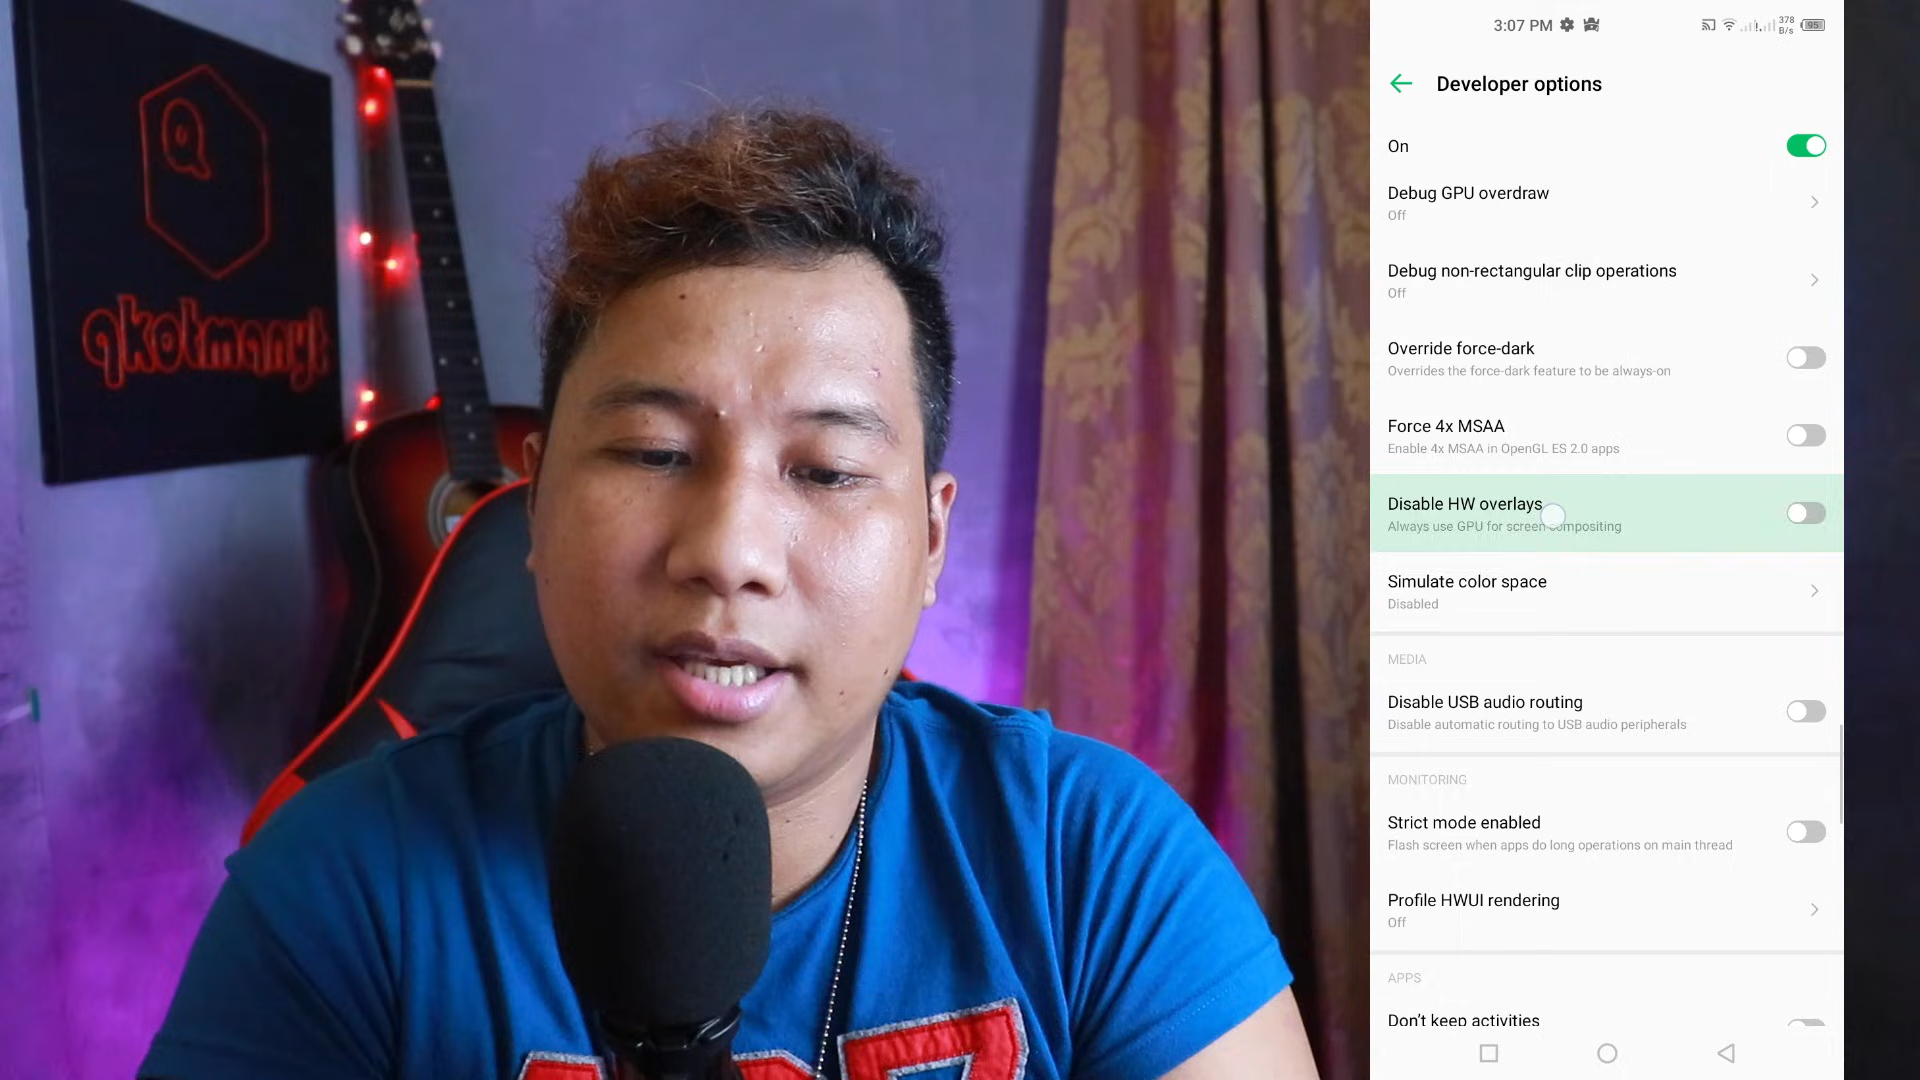 Q
qkotmanyt
3:07 PM
378
B/s
95
Developer options
On
Debug GPU overdraw
Off
Debug non-rectangular clip operations
Off
Override force-dark
Overrides the force-dark feature to be always-on
Force 4x MSAA
Enable 4x MSAA in OpenGL ES 2.0 apps
Disable HW overlays
Always use GPU for screen compositing
Simulate color space
Disabled
MEDIA
Disable USB audio routing
Disable automatic routing to USB audio peripherals
MONITORING
Strict mode enabled
Flash screen when apps do long operations on main thread
Profile HWUI rendering
Off
APPS
Don't keep activities